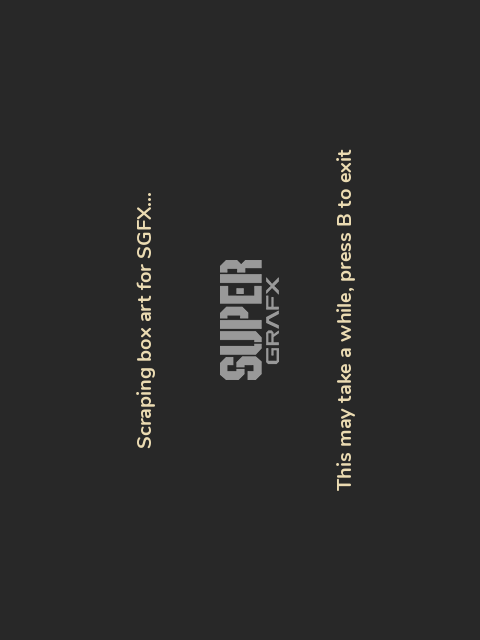 Scraping box art for SGFX...
SUPER
GRAFX
This may take a while, press B to exit